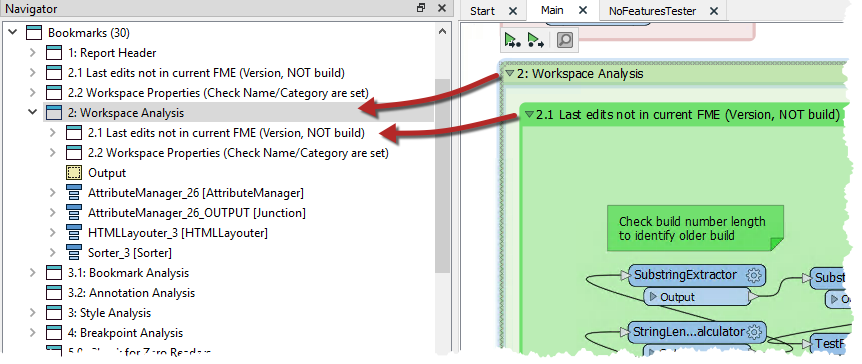 Navigator
Bookmarks (30)
1: Report Header
2.1 Last edits not in current FME (Version, NOT build)
2.2 Workspace Properties (Check Name/Category are set)
2: Workspace Analysis
2.1 Last edits not in current FME (Version, NOT build)
2.2 Workspace Properties (Check Name/Category are set)
Output
AttributeManager_26 [AttributeManager]
AttributeManager_26_OUTPUT [Junction]
HTMLLayouter_3 [HTMLLayouter]
Sorter_3 [Sorter]
3.1: Bookmark Analysis
3.2: Annotation Analysis
3: Style Analysis
4: Breakpoint Analysis
Start
Main
NoFeaturesTester
2: Workspace Analysis
2.1 Last edits not in current FME (Version, NOT build)
Check build number length
to identify older build
SubstringExtractor
Output
Subst
StringLen...alculator
TestF